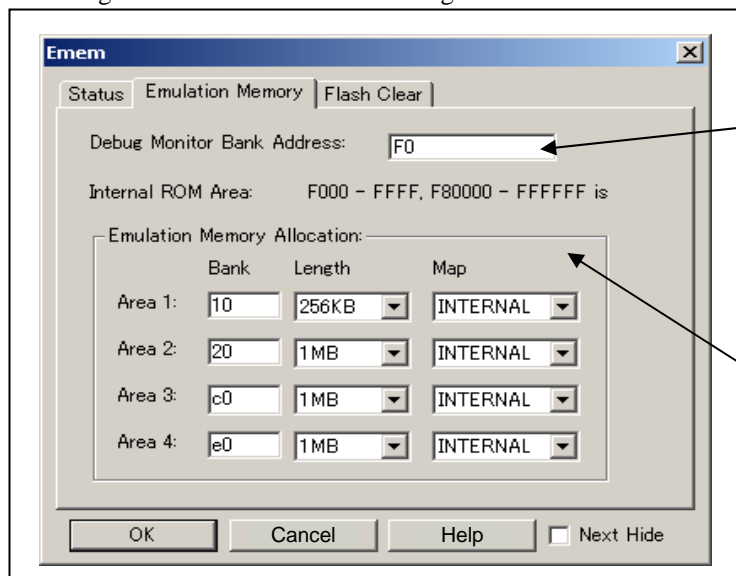 Emem
Status Emulation Memory Flash Clear
Debug Monitor Bank Address: F0
Internal ROM Area: F000 - FFFF, F80000 - FFFFFF is
Emulation Memory Allocation:
Bank Length Map
Area 1: 10 256KB INTERNAL
Area 2: 20 1MB INTERNAL
Area 3: c0 1MB INTERNAL
Area 4: e0 1MB INTERNAL
OK Cancel Help Next Hide